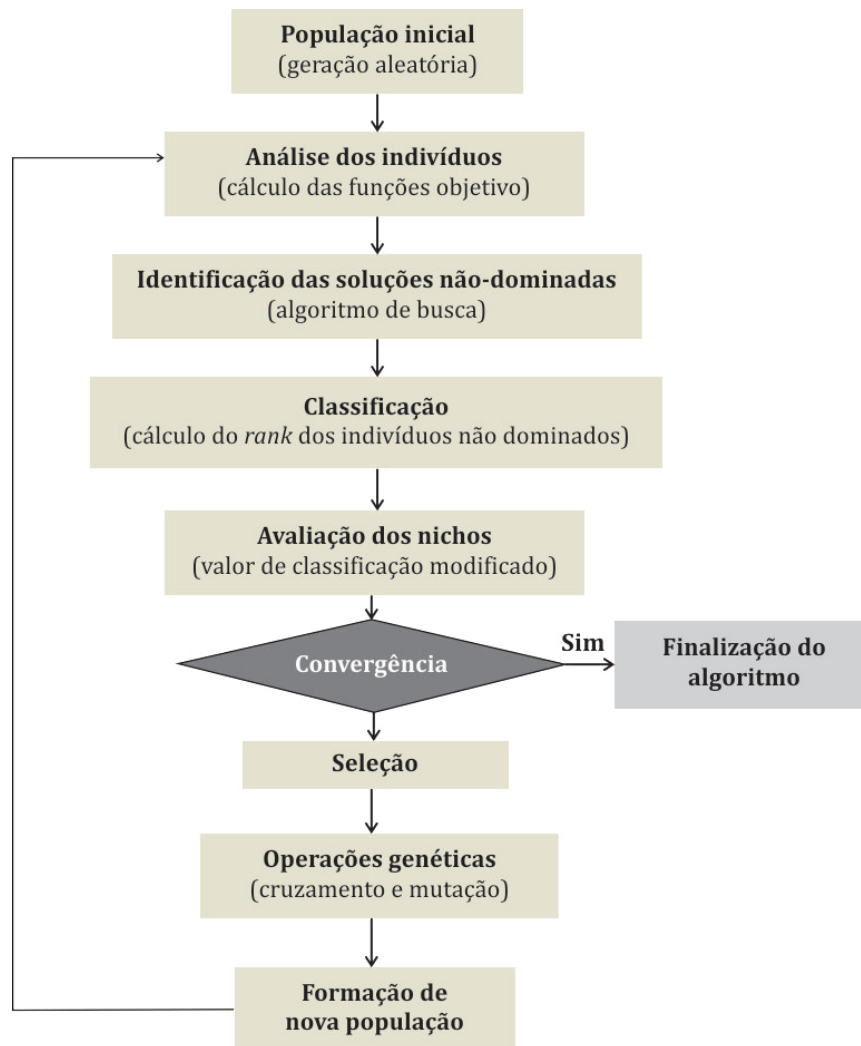 População inicial
(geração aleatória)
Análise dos indivíduos
(cálculo das funções objetivo)
Identificação das soluções não-dominadas
(algoritmo de busca)
Classificação
(cálculo do rank dos indivíduos não dominados)
Avaliação dos nichos
(valor de classificação modificado)
Convergência
Sim
Finalização do
algoritmo
Seleção
Operações genéticas
(cruzamento e mutação)
Formação de
nova população